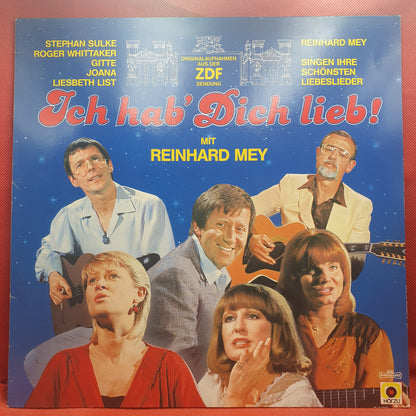 STEPHAN SULKE
ROGER WHITTAKER
GITTE
JOANA
LIESBETH LIST
ORIGINALAUFNAHMEN
AUS DER
ZDF
SENDUNG
REINHARD MEY
SINGEN IHRE
SCHÖNSTEN
LIEBESLIEDER
Ich hab' Dich lieb!
MIT
REINHARD MEY
HÖRZU